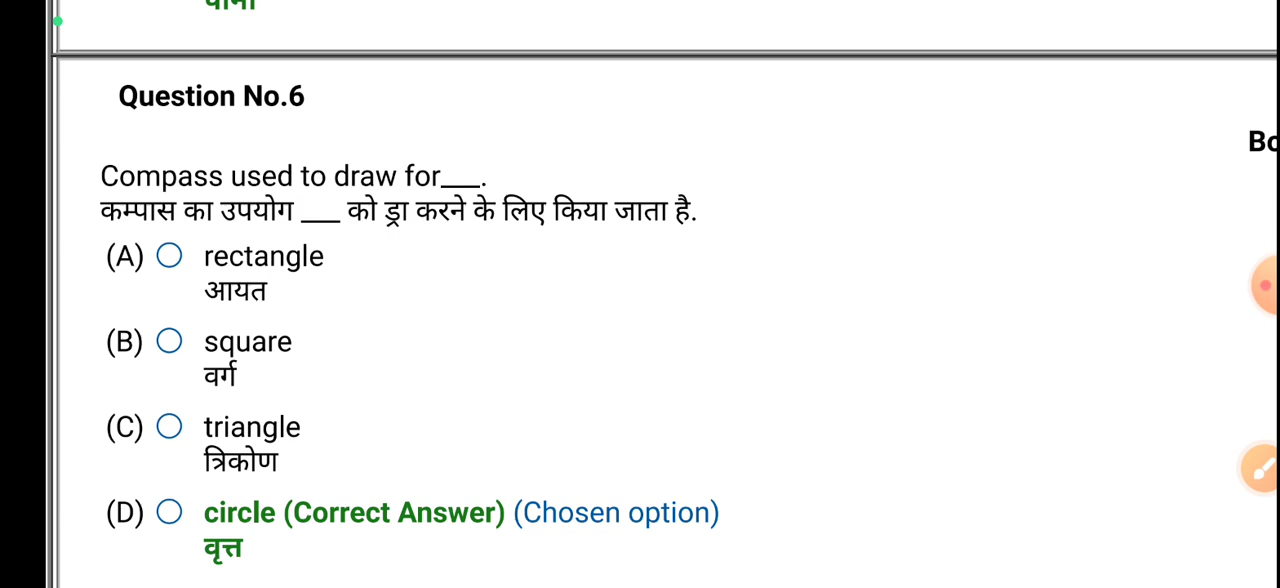 Question No.6
Compass used to draw for___.
कम्पास का उपयोग ___ को ड्रा करने के लिए किया जाता है.
(A) rectangle
आयत
(B) square
वर्ग
(C) triangle
त्रिकोण
(D) circle (Correct Answer) (Chosen option)
वृत्त